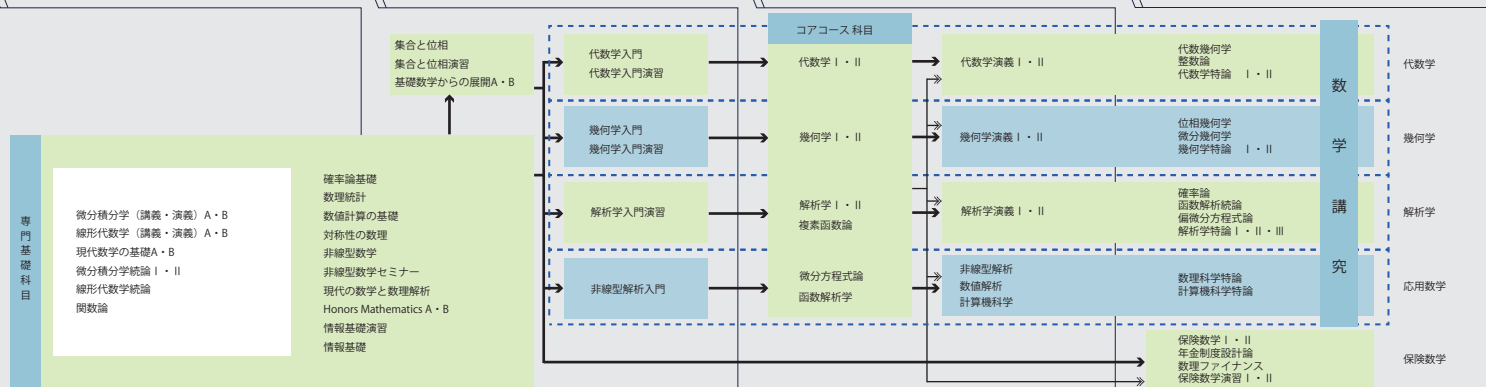 専門基礎科目
微分積分学（講義・演義）A・B
線形代数学（講義・演義）A・B
現代数学の基礎A・B
微分積分学続論Ⅰ・Ⅱ
線形代数学続論
関数論
確率論基礎
数理統計
数値計算の基礎
対称性の数理
非線型数学
非線型数学セミナー
現代の数学と数理解析
Honors Mathematics A・B
情報基礎演習
情報基礎
集合と位相
集合と位相演習
基礎数学からの展開A・B
代数学入門
代数学入門演習
幾何学入門
幾何学入門演習
解析学入門演習
非線型解析入門
コアコース 科目
代数学Ⅰ・Ⅱ
幾何学Ⅰ・Ⅱ
解析学Ⅰ・Ⅱ
複素函数論
微分方程式論
函数解析学
代数学演義Ⅰ・Ⅱ
代数幾何学
整数論
代数学特論　Ⅰ・Ⅱ
幾何学演義Ⅰ・Ⅱ
位相幾何学
微分幾何学
幾何学特論　Ⅰ・Ⅱ
解析学演義Ⅰ・Ⅱ
確率論
函数解析続論
偏微分方程式論
解析学特論Ⅰ・Ⅱ・Ⅲ
非線型解析
数値解析
計算機科学
数理科学特論
計算機科学特論
保険数学Ⅰ・Ⅱ
年金制度設計論
数理ファイナンス
保険数学演習Ⅰ・Ⅱ
数学講究
代数学
幾何学
解析学
応用数学
保険数学